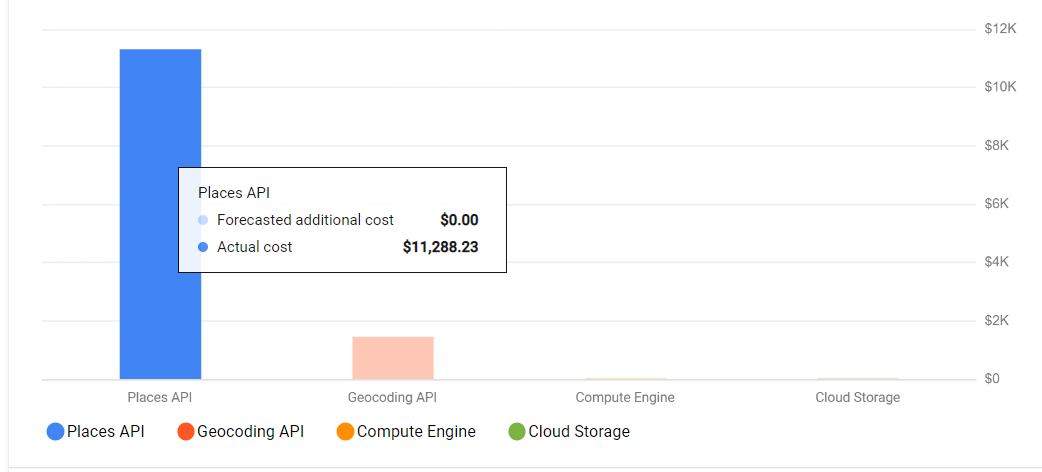 $12K
$10K
$8K
$6K
$4K
$2K
$0
Places API
Forecasted additional cost $0.00
Actual cost $11,288.23
Places API Geocoding API Compute Engine Cloud Storage
Places API Geocoding API Compute Engine Cloud Storage